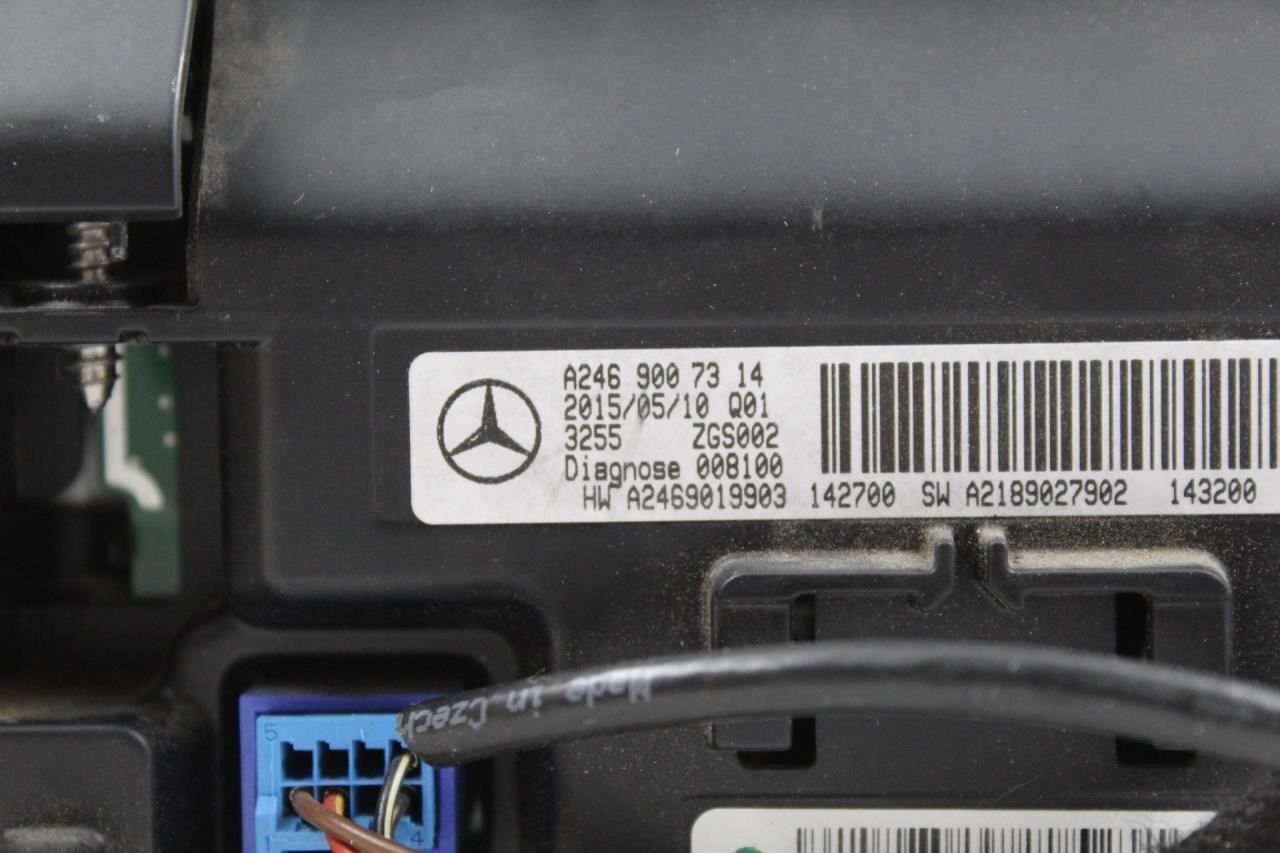 A246 900 73 14
2015/05/10 Q01
3255 ZGS002
Diagnose 008100
HW A2469019903 142700 SW A2189027902 143200
Made in Czech
5
4